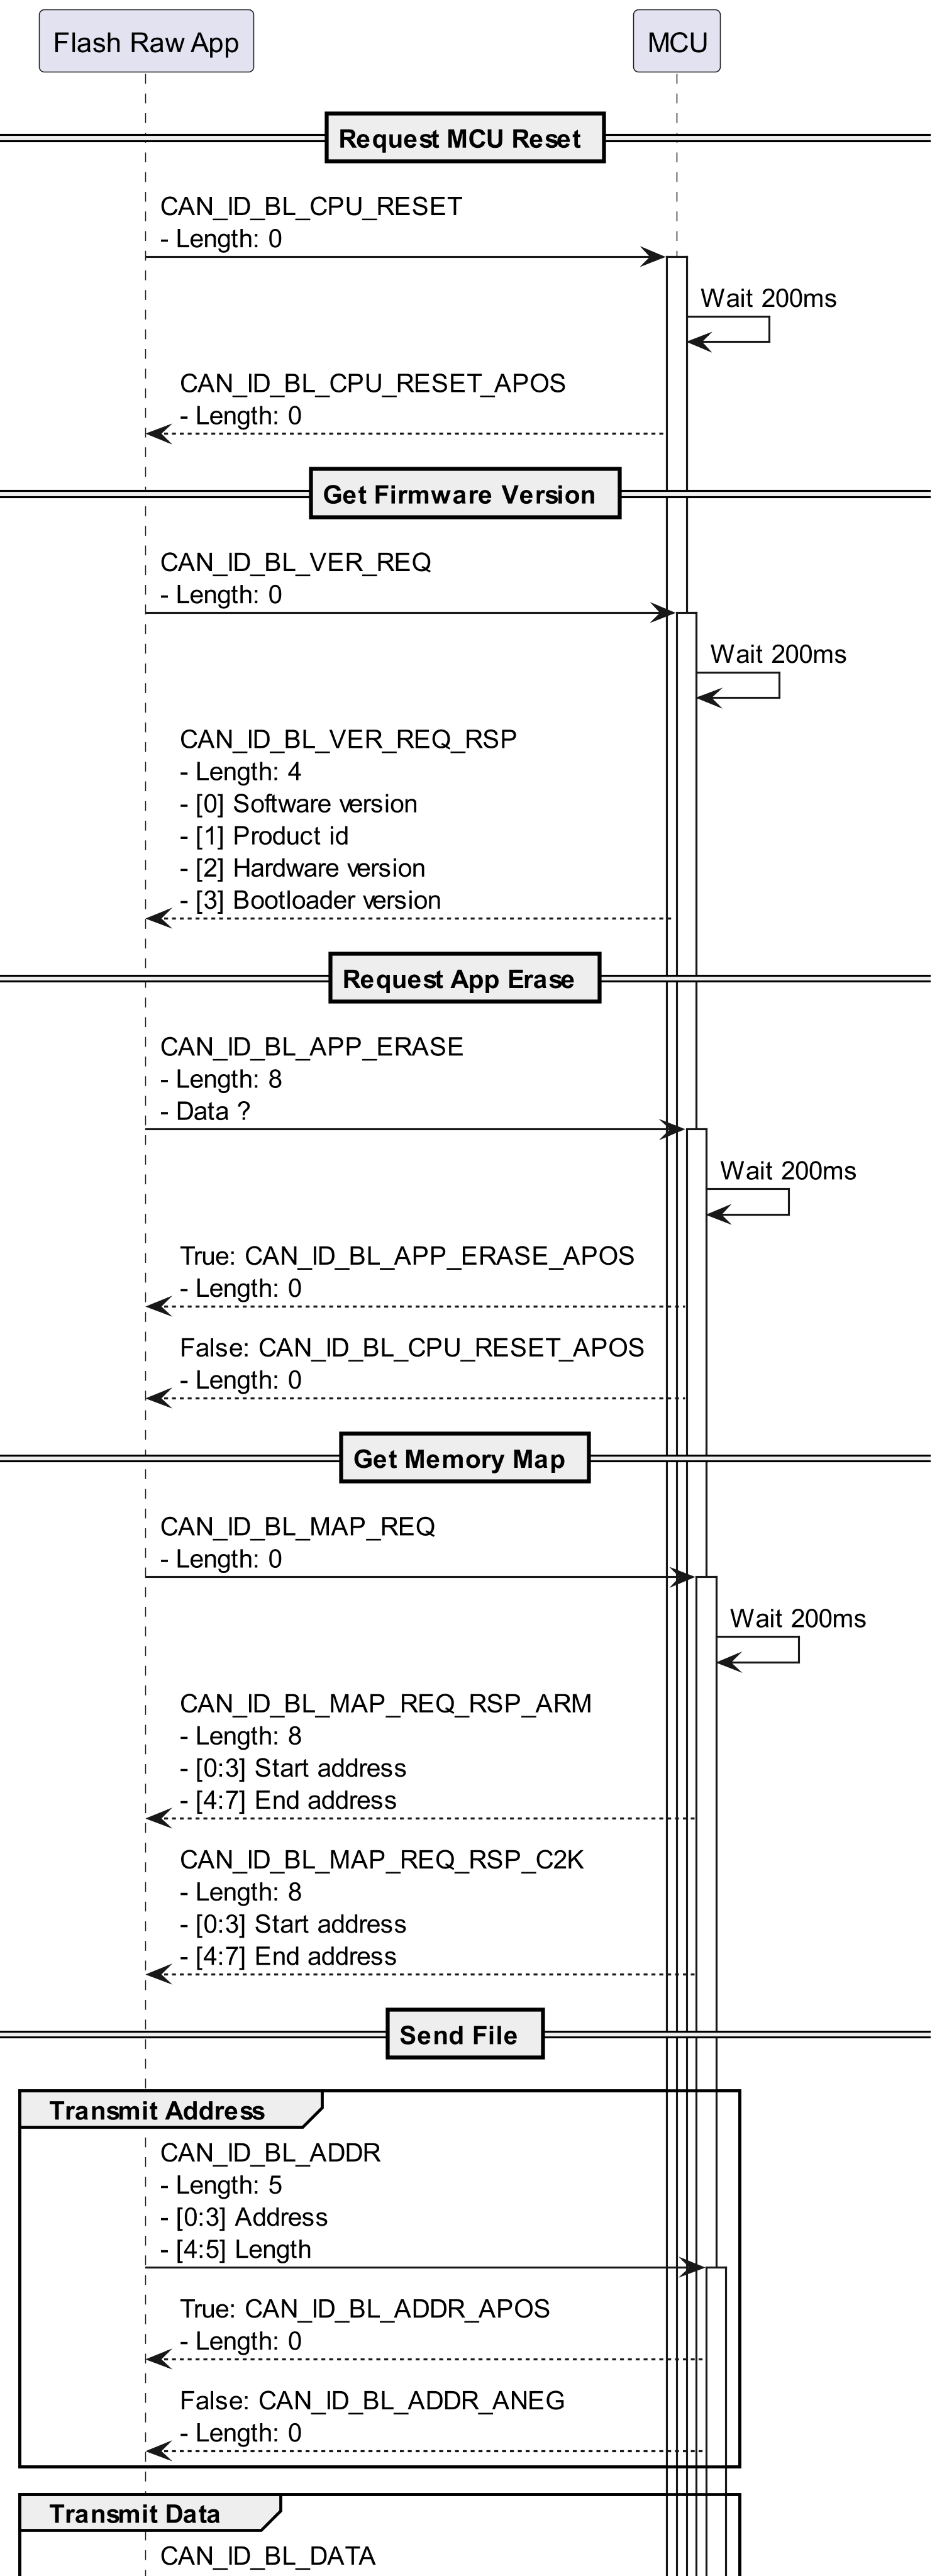 Flash Raw App
MCU
Request MCU Reset
CAN_ID_BL_CPU_RESET
- Length: 0
Wait 200ms
CAN_ID_BL_CPU_RESET_APOS
- Length: 0
Get Firmware Version
CAN_ID_BL_VER_REQ
- Length: 0
Wait 200ms
CAN_ID_BL_VER_REQ_RSP
- Length: 4
- [0] Software version
- [1] Product id
- [2] Hardware version
- [3] Bootloader version
Request App Erase
CAN_ID_BL_APP_ERASE
- Length: 8
- Data ?
Wait 200ms
True: CAN_ID_BL_APP_ERASE_APOS
- Length: 0
False: CAN_ID_BL_CPU_RESET_APOS
- Length: 0
Get Memory Map
CAN_ID_BL_MAP_REQ
- Length: 0
Wait 200ms
CAN_ID_BL_MAP_REQ_RSP_ARM
- Length: 8
- [0:3] Start address
- [4:7] End address
CAN_ID_BL_MAP_REQ_RSP_C2K
- Length: 8
- [0:3] Start address
- [4:7] End address
Send File
Transmit Address
CAN_ID_BL_ADDR
- Length: 5
- [0:3] Address
- [4:5] Length
True: CAN_ID_BL_ADDR_APOS
- Length: 0
False: CAN_ID_BL_ADDR_ANEG
- Length: 0
Transmit Data
CAN_ID_BL_DATA